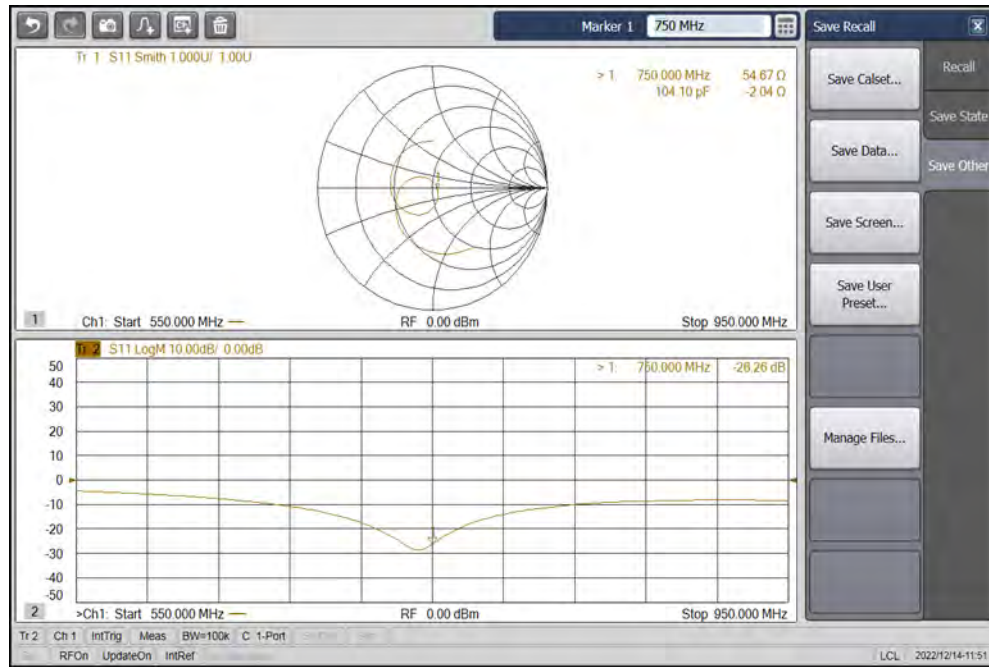 Marker 1 750 MHz
Save Recall X
Tr 1 S11 Smith 1.000U/ 1.00U
> 1: 750.000 MHz 54.67 Ω
104.10 pF -2.04 Ω
1 Ch1: Start 550.000 MHz — RF 0.00 dBm Stop 950.000 MHz
Tr 2 S11 LogM 10.00dB/ 0.00dB
> 1: 750.000 MHz -26.26 dB
50
40
30
20
10
0
-10
-20
-30
-40
-50
2 >Ch1: Start 550.000 MHz — RF 0.00 dBm Stop 950.000 MHz
Save Calset...
Save Data...
Save Screen...
Save User
Preset...
Manage Files...
Recall
Save State
Save Other
Tr 2 Ch 1 IntTrig Meas BW=100k C 1-Port
RFOn UpdateOn IntRef LCL 2022/12/14-11:51